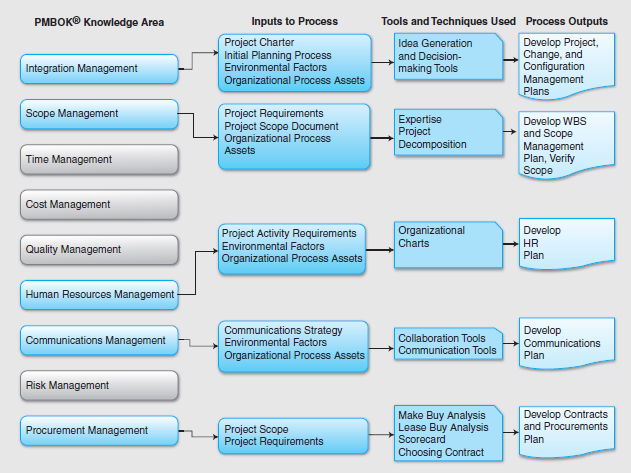 PMBOK® Knowledge Area
Inputs to Process
Tools and Techniques Used
Process Outputs
Integration Management
Project Charter
Initial Planning Process
Environmental Factors
Organizational Process Assets
Idea Generation
and Decision-
making Tools
Develop Project,
Change, and
Configuration
Management
Plans
Scope Management
Project Requirements
Project Scope Document
Organizational Process
Assets
Expertise
Project
Decomposition
Develop WBS
and Scope
Management
Plan, Verify
Scope
Time Management
Cost Management
Quality Management
Human Resources Management
Project Activity Requirements
Environmental Factors
Organizational Process Assets
Organizational
Charts
Develop
HR
Plan
Communications Management
Communications Strategy
Environmental Factors
Organizational Process Assets
Collaboration Tools
Communication Tools
Develop
Communications
Plan
Risk Management
Procurement Management
Project Scope
Project Requirements
Make Buy Analysis
Lease Buy Analysis
Scorecard
Choosing Contract
Develop Contracts
and Procurements
Plan